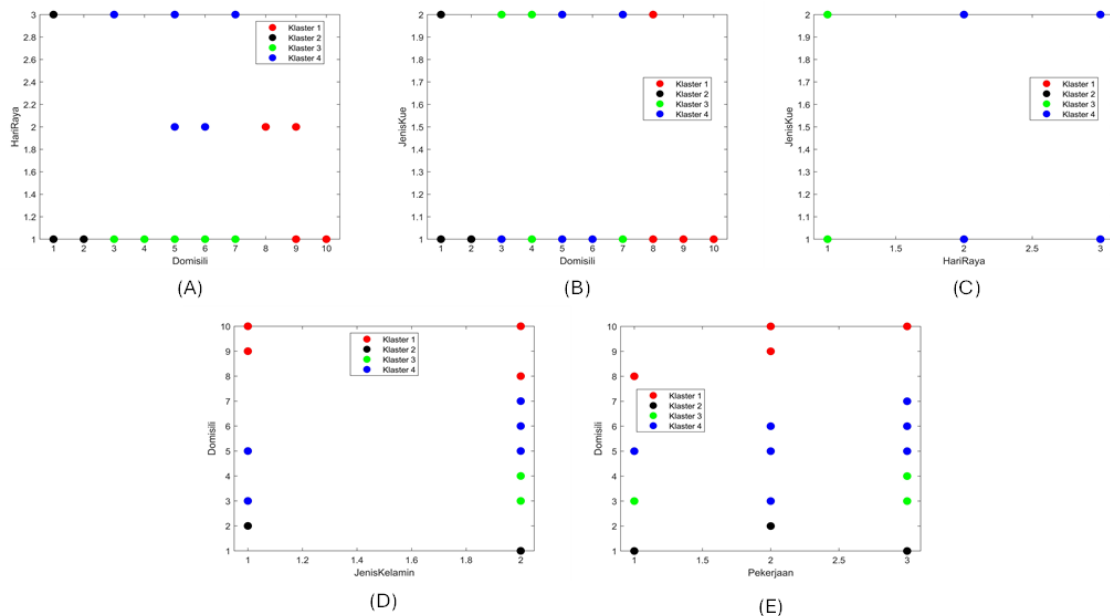 3
2.8
2.6
2.4
2.2
2
1.8
1.6
1.4
1.2
1
HariRaya
1 2 3 4 5 6 7 8 9 10
Domisili
Klaster 1
Klaster 2
Klaster 3
Klaster 4
(A)
2
1.9
1.8
1.7
1.6
1.5
1.4
1.3
1.2
1.1
1
JenisKue
1 2 3 4 5 6 7 8 9 10
Domisili
Klaster 1
Klaster 2
Klaster 3
Klaster 4
(B)
2
1.9
1.8
1.7
1.6
1.5
1.4
1.3
1.2
1.1
1
JenisKue
1 1.5 2 2.5 3
HariRaya
Klaster 1
Klaster 2
Klaster 3
Klaster 4
(C)
10
9
8
7
6
5
4
3
2
1
Domisili
1 1.2 1.4 1.6 1.8 2
JenisKelamin
Klaster 1
Klaster 2
Klaster 3
Klaster 4
(D)
10
9
8
7
6
5
4
3
2
1
Domisili
1 1.5 2 2.5 3
Pekerjaan
Klaster 1
Klaster 2
Klaster 3
Klaster 4
(E)